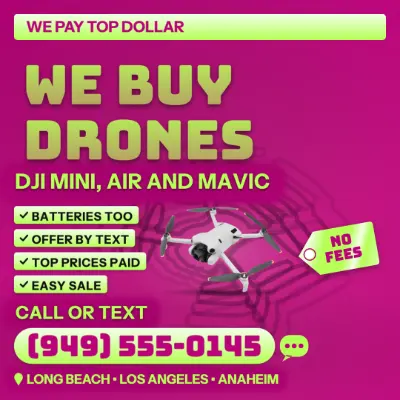 WE PAY TOP DOLLAR
WE BUY
DRONES
DJI MINI, AIR AND MAVIC
BATTERIES TOO
OFFER BY TEXT
TOP PRICES PAID
EASY SALE
NO
FEES
CALL OR TEXT
(949) 555-0145
LONG BEACH • LOS ANGELES • ANAHEIM